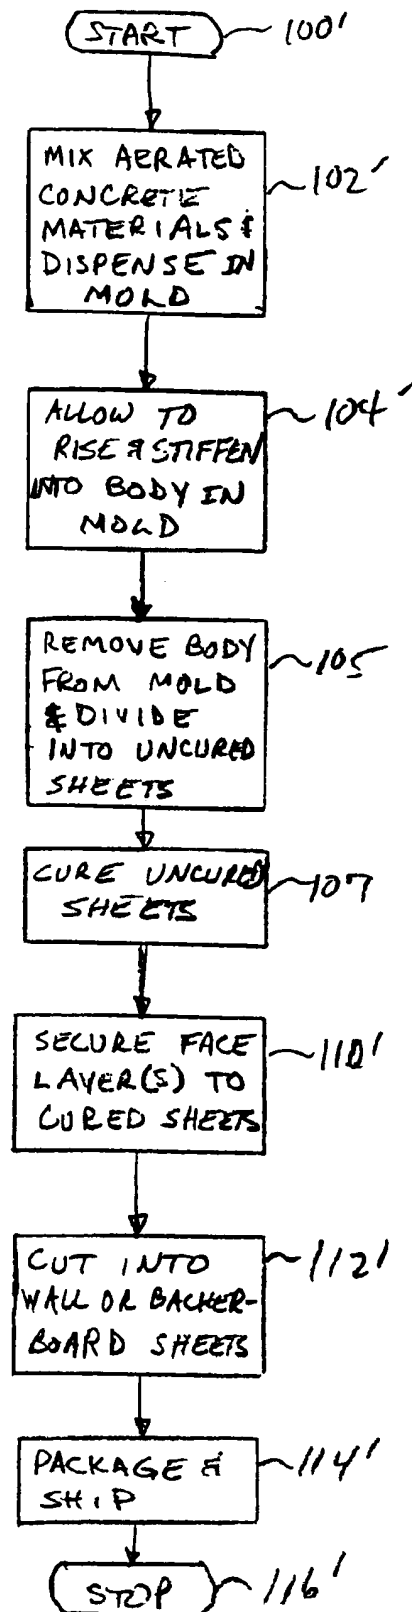 START 100'
MIX AERATED
CONCRETE
MATERIALS &
DISPENSE IN
MOLD
102'
ALLOW TO
RISE & STIFFEN
INTO BODY IN
MOLD
104'
REMOVE BODY
FROM MOLD
& DIVIDE
INTO UNCURED
SHEETS
105
CURE UNCURED
SHEETS
107
SECURE FACE
LAYER(S) TO
CURED SHEETS
110'
CUT INTO
WALL OR BACKER-
BOARD SHEETS
112'
PACKAGE &
SHIP
114'
STOP 116'